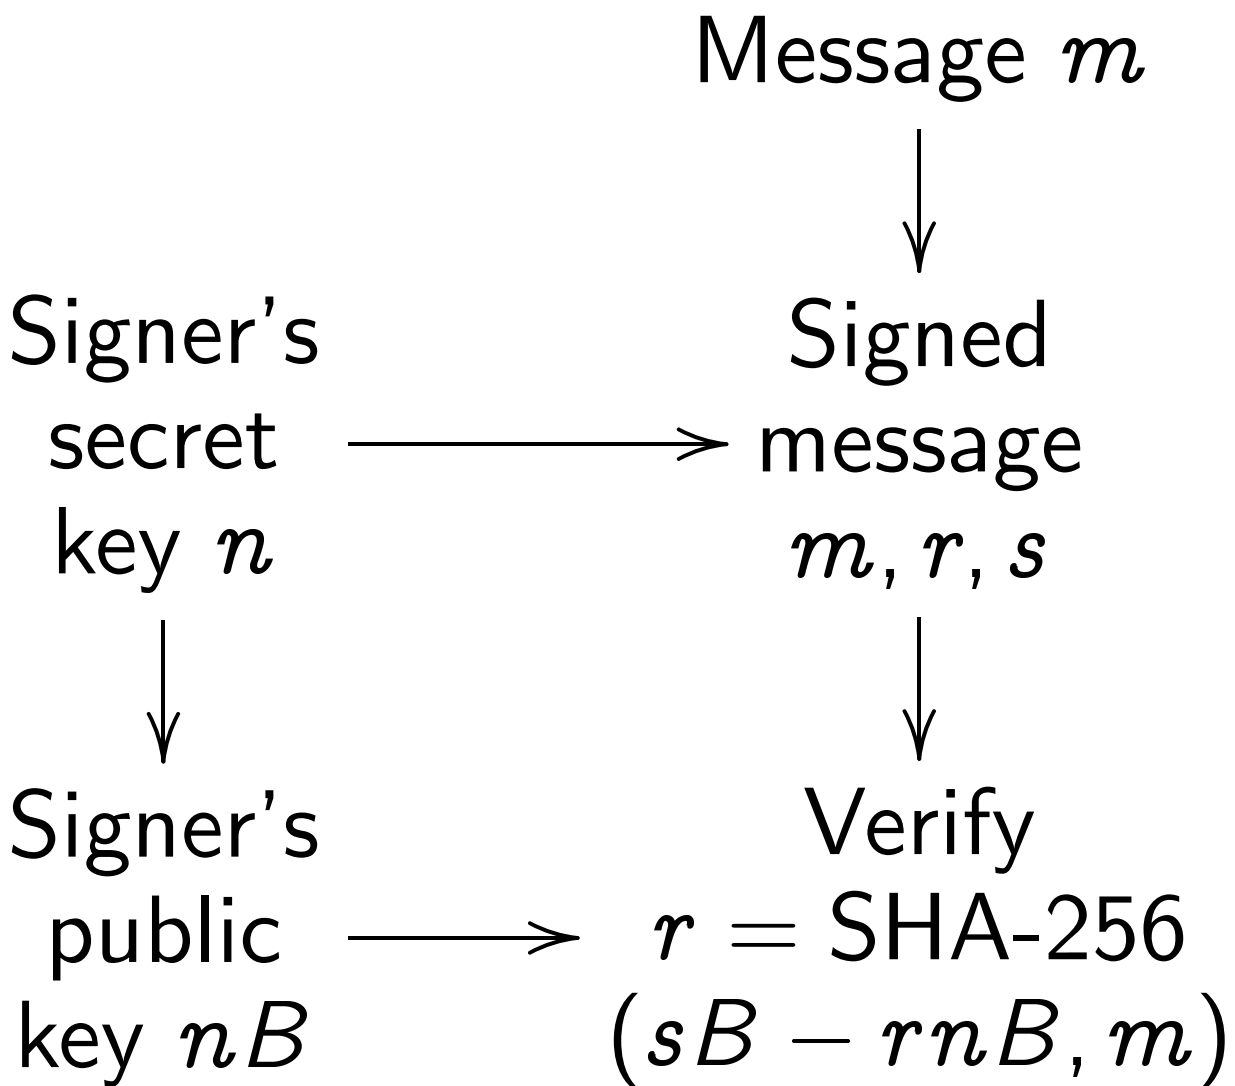 Message m
Signer's
secret
key n
Signed
message
m, r, s
Signer's
public
key nB
Verify
r = SHA-256
(sB − rnB, m)